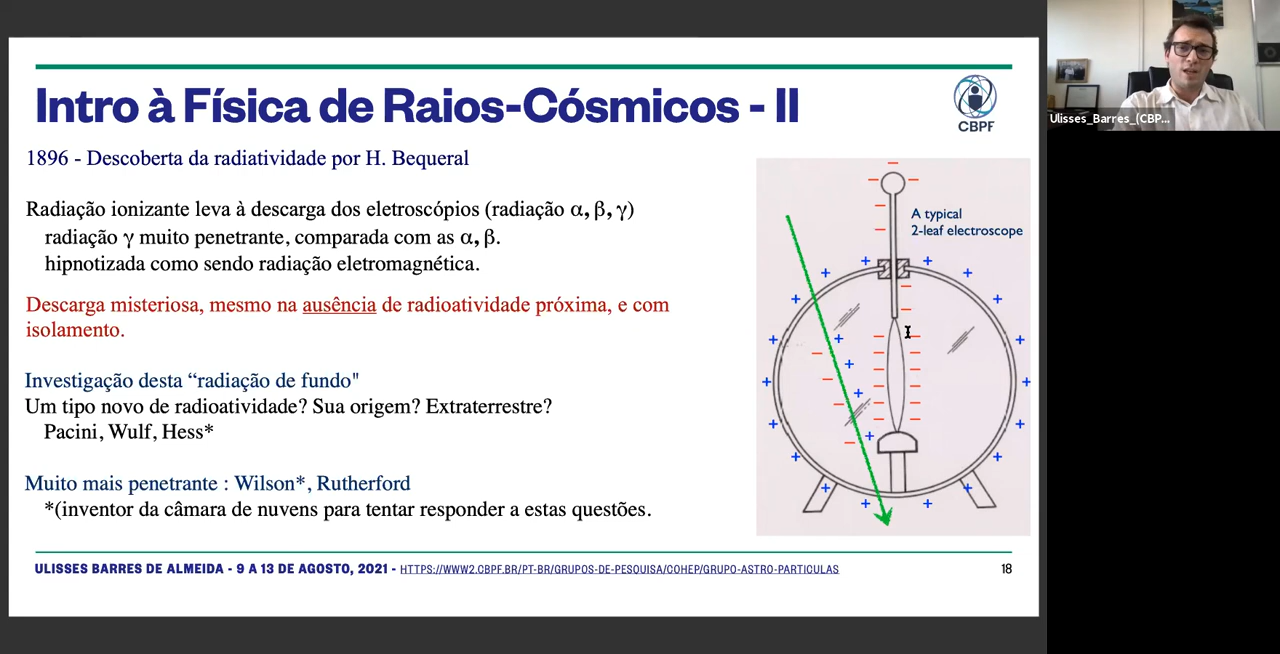 Intro à Física de Raios-Cósmicos - II
CBPF
1896 - Descoberta da radiatividade por H. Bequeral
Radiação ionizante leva à descarga dos eletroscópios (radiação α, β, γ)
radiação γ muito penetrante, comparada com as α, β.
hipnotizada como sendo radiação eletromagnética.
Descarga misteriosa, mesmo na ausência de radioatividade próxima, e com
isolamento.
Investigação desta “radiação de fundo"
Um tipo novo de radioatividade? Sua origem? Extraterrestre?
Pacini, Wulf, Hess*
Muito mais penetrante : Wilson*, Rutherford
*(inventor da câmara de nuvens para tentar responder a estas questões.
A typical
2-leaf electroscope
ULISSES BARRES DE ALMEIDA - 9 A 13 DE AGOSTO, 2021 - HTTPS://WWW2.CBPF.BR/PT-BR/GRUPOS-DE-PESQUISA/COHEP/GRUPO-ASTRO-PARTICULAS
18
Ulisses_Barres_(CBP...